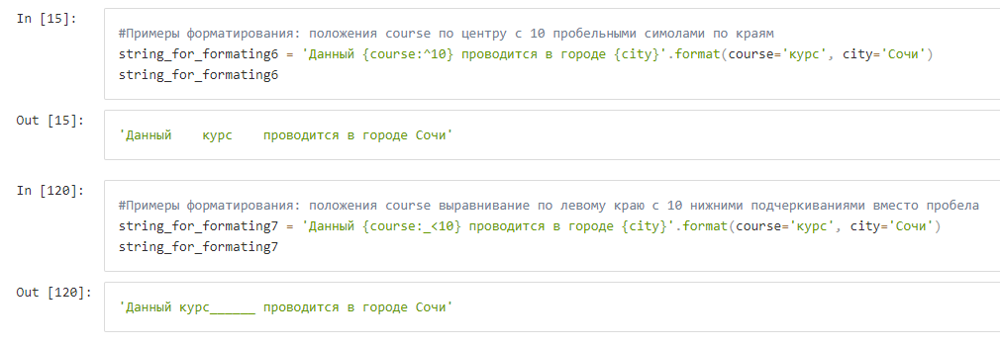 In [15]:
#Примеры форматирования: положения course по центру с 10 пробельными симолами по краям
string_for_formating6 = 'Данный {course:^10} проводится в городе {city}'.format(course='курс', city='Сочи')
string_for_formating6
Out [15]:
'Данный    курс    проводится в городе Сочи'
In [120]:
#Примеры форматирования: положения course выравнивание по левому краю с 10 нижними подчеркиваниями вместо пробела
string_for_formating7 = 'Данный {course:_<10} проводится в городе {city}'.format(course='курс', city='Сочи')
string_for_formating7
Out [120]:
'Данный курс______ проводится в городе Сочи'